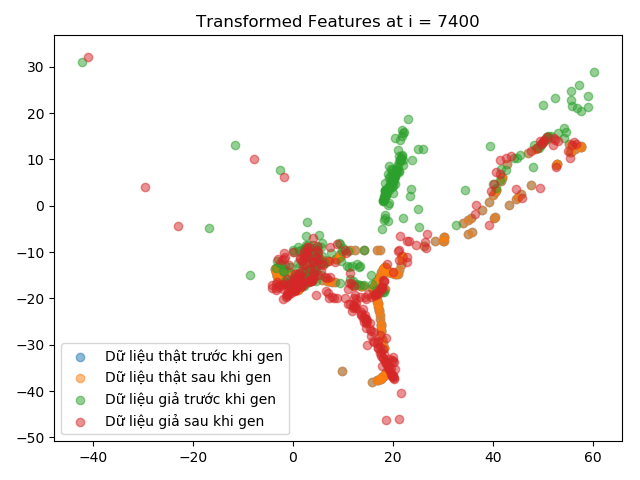 Transformed Features at i = 7400
30
20
10
0
−10
−20
−30
−40
−50
Dữ liệu thật trước khi gen
Dữ liệu thật sau khi gen
Dữ liệu giả trước khi gen
Dữ liệu giả sau khi gen
−40 −20 0 20 40 60